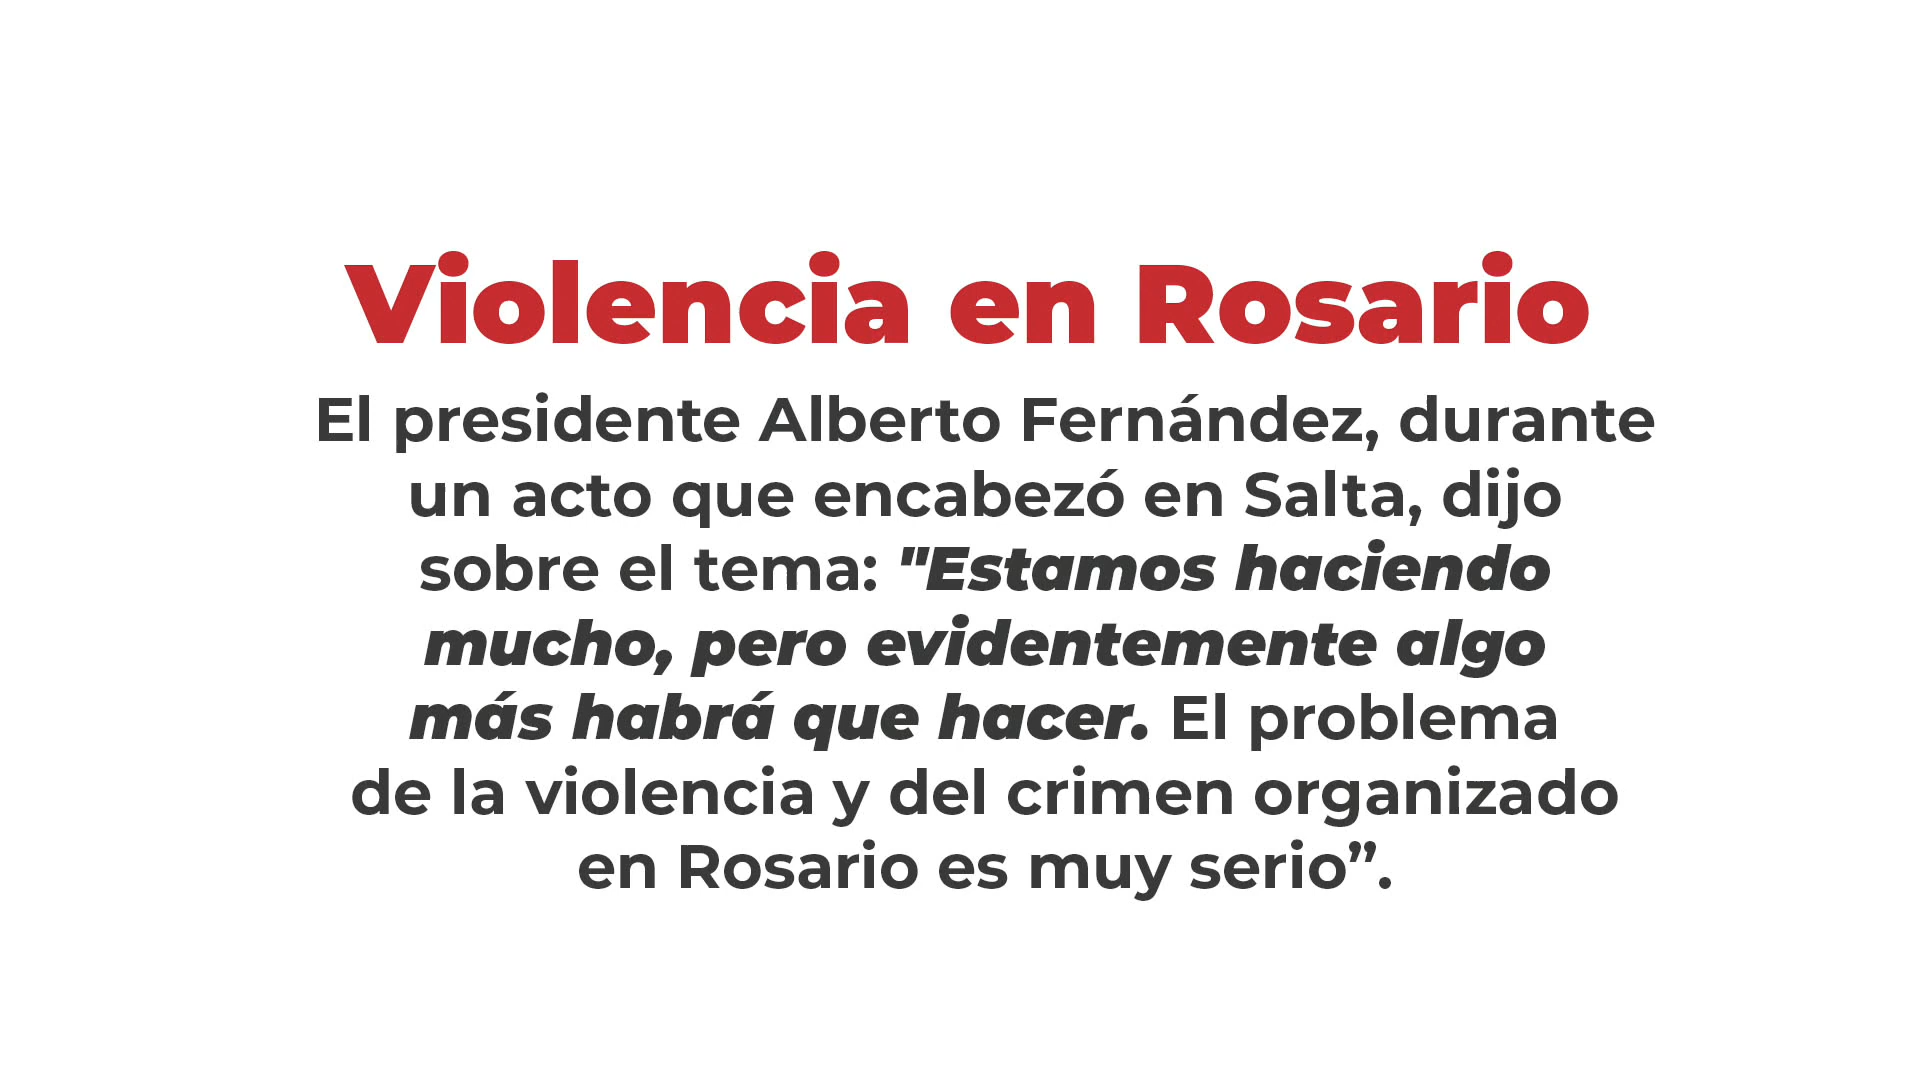 Violencia en Rosario
El presidente Alberto Fernández, durante
un acto que encabezó en Salta, dijo
sobre el tema: "Estamos haciendo
mucho, pero evidentemente algo
más habrá que hacer. El problema
de la violencia y del crimen organizado
en Rosario es muy serio”.